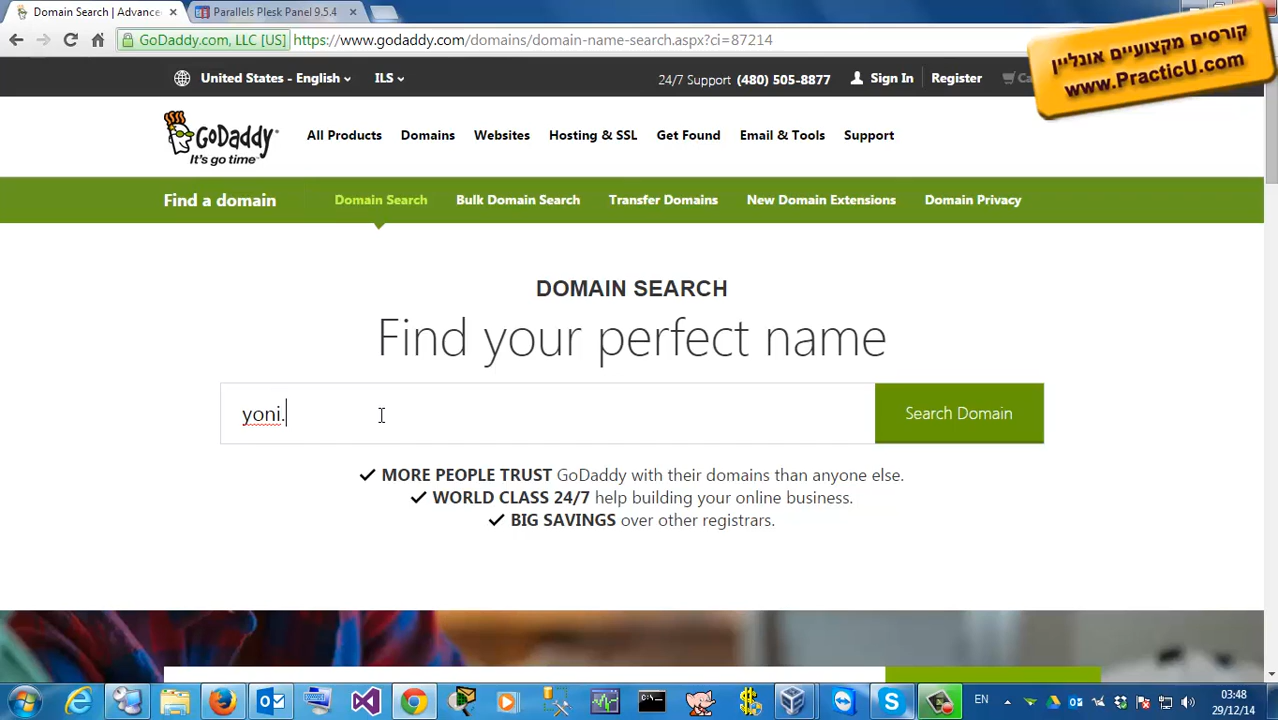 Domain Search | Advance
Parallels Plesk Panel 9.5.4
GoDaddy.com, LLC [US]
https://www.godaddy.com/domains/domain-name-search.aspx?ci=87214
קורסים מקצועיים אונליין
www.PracticU.com
United States - English
ILS
24/7 Support (480) 505-8877
Sign In
Register
Ca
GoDaddy
It's go time
All Products
Domains
Websites
Hosting & SSL
Get Found
Email & Tools
Support
Find a domain
Domain Search
Bulk Domain Search
Transfer Domains
New Domain Extensions
Domain Privacy
DOMAIN SEARCH
Find your perfect name
yoni.
Search Domain
MORE PEOPLE TRUST GoDaddy with their domains than anyone else.
WORLD CLASS 24/7 help building your online business.
BIG SAVINGS over other registrars.
EN
03:48
29/12/14